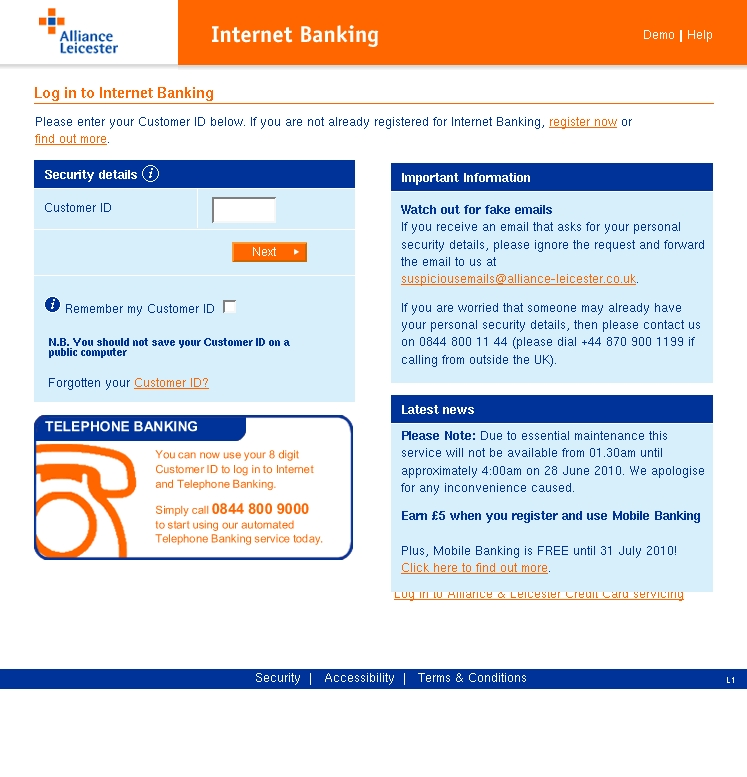 Alliance
Leicester
Internet Banking
Demo | Help
Log in to Internet Banking
Please enter your Customer ID below. If you are not already registered for Internet Banking, register now or
find out more.
Security details i
Customer ID
Next
i Remember my Customer ID
N.B. You should not save your Customer ID on a
public computer
Forgotten your Customer ID?
TELEPHONE BANKING
You can now use your 8 digit
Customer ID to log in to Internet
and Telephone Banking.
Simply call 0844 800 9000
to start using our automated
Telephone Banking service today.
Important Information
Watch out for fake emails
If you receive an email that asks for your personal
security details, please ignore the request and forward
the email to us at
suspiciousemails@alliance-leicester.co.uk.
If you are worried that someone may already have
your personal security details, then please contact us
on 0844 800 11 44 (please dial +44 870 900 1199 if
calling from outside the UK).
Latest news
Please Note: Due to essential maintenance this
service will not be available from 01.30am until
approximately 4:00am on 28 June 2010. We apologise
for any inconvenience caused.
Earn £5 when you register and use Mobile Banking
Plus, Mobile Banking is FREE until 31 July 2010!
Click here to find out more.
Log in to Alliance & Leicester Credit Card servicing
Security | Accessibility | Terms & Conditions
L1